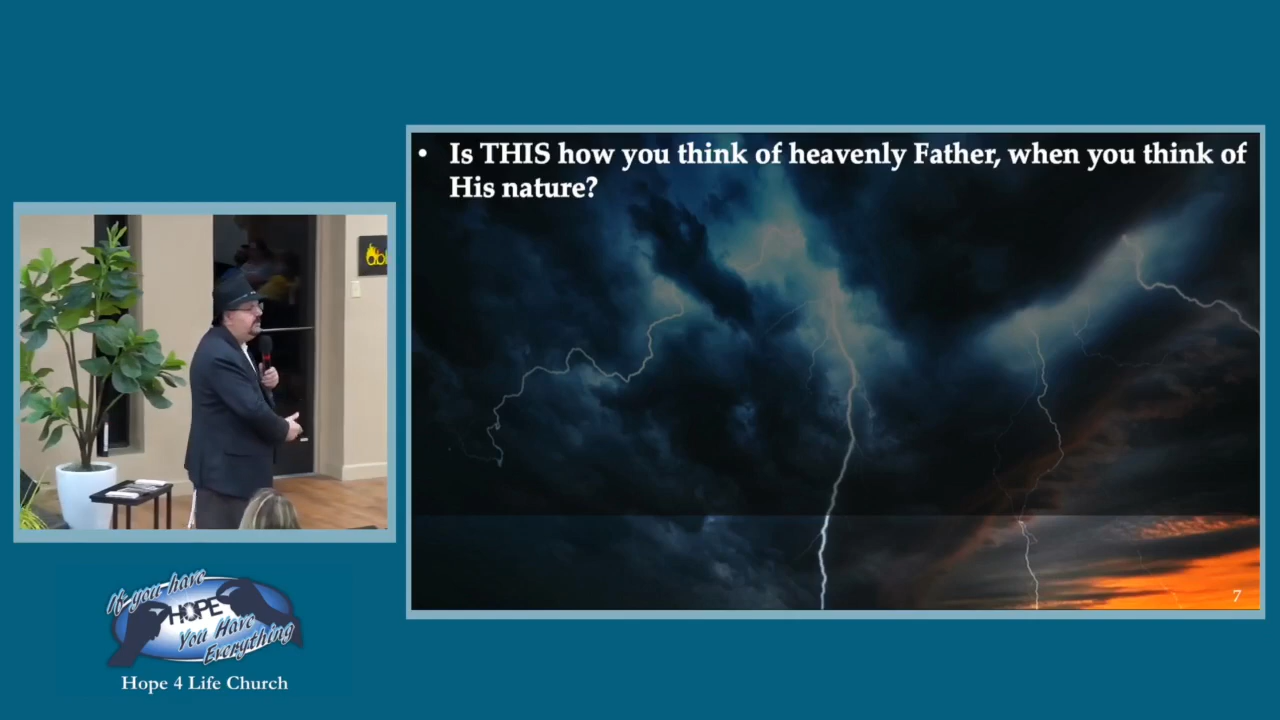 • Is THIS how you think of heavenly Father, when you think of
His nature?
7
If you have
HOPE
You Have
Everything
Hope 4 Life Church